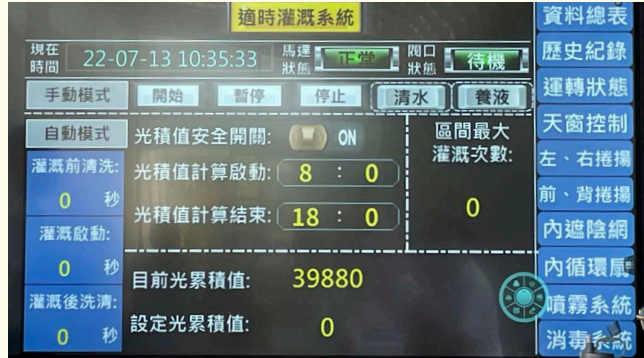 適時灌溉系統
現在時間 22-07-13 10:35:33 馬達狀態 正常 閥口狀態 待機
手動模式 開始 暫停 停止 清水 養液
自動模式
灌溉前清洗:
0 秒
灌溉啟動:
0 秒
灌溉後洗清:
0 秒
光積值安全開關: ON
光積值計算啟動: 8 : 0
光積值計算結束: 18 : 0
區間最大
灌溉次數:
0
目前光累積值: 39880
設定光累積值: 0
資料總表
歷史紀錄
運轉狀態
天窗控制
左、右捲揚
前、背捲揚
內遮陰網
內循環扇
噴霧系統
消毒系統